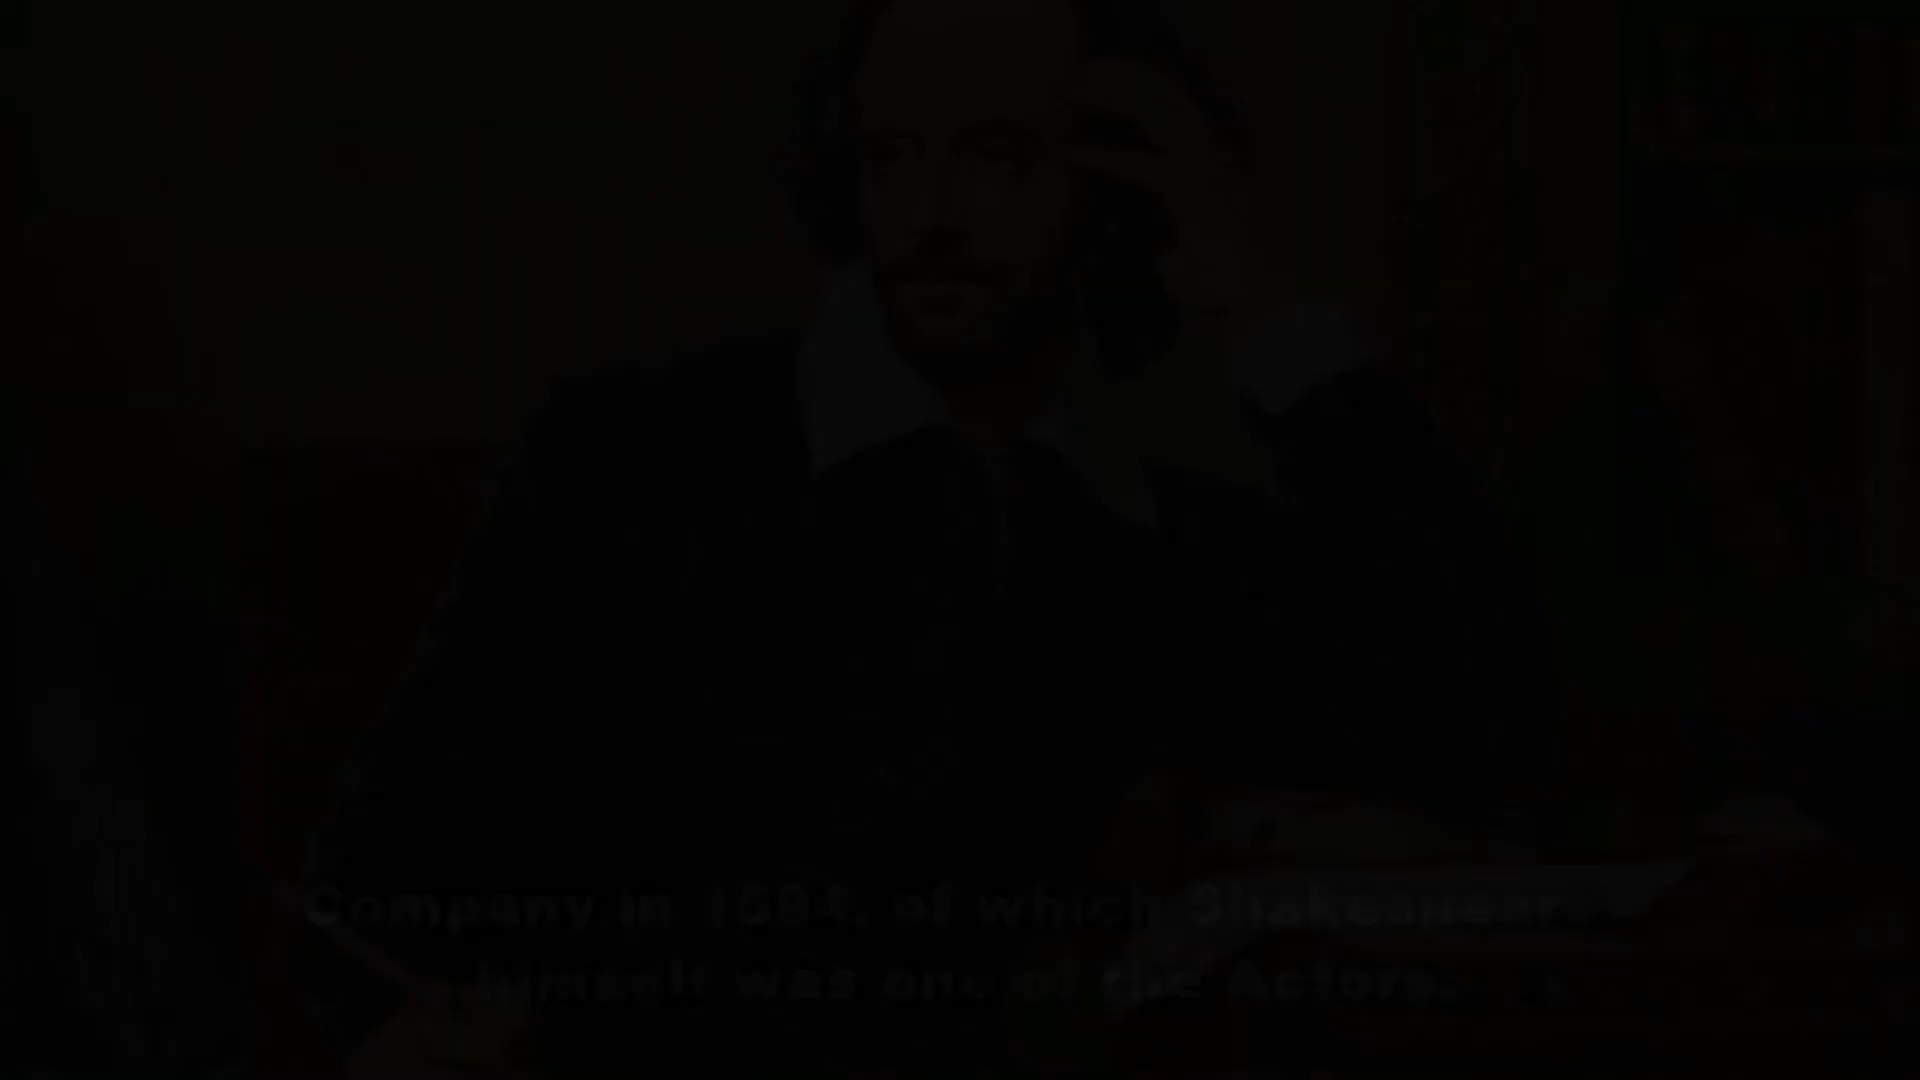 Company in 1594, of which Shakespeare
himself was one of the Actors.